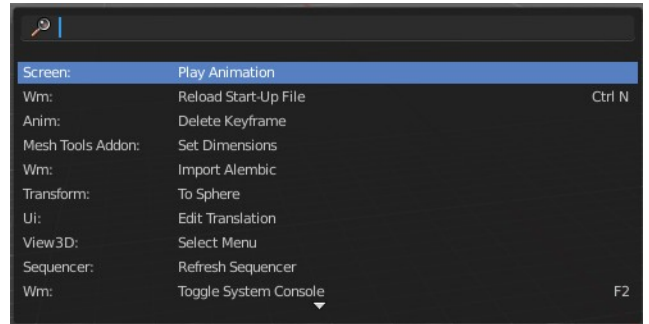 Screen: Play Animation
Wm: Reload Start-Up File Ctrl N
Anim: Delete Keyframe
Mesh Tools Addon: Set Dimensions
Wm: Import Alembic
Transform: To Sphere
Ui: Edit Translation
View3D: Select Menu
Sequencer: Refresh Sequencer
Wm: Toggle System Console F2